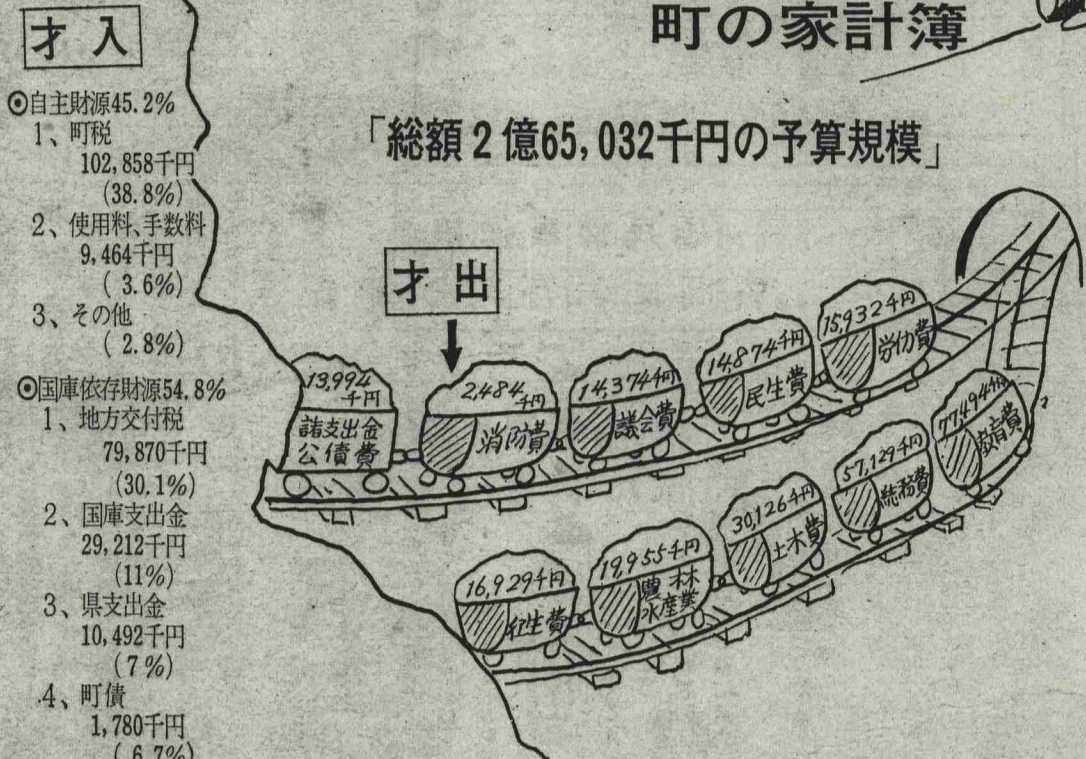 町の家計簿
「総額2億65,032千円の予算規模」
才入
◉自主財源45.2%
1、町税
102,858千円
(38.8%)
2、使用料、手数料
9,464千円
(3.6%)
3、その他
(2.8%)
◉国庫依存財源54.8%
1、地方交付税
79,870千円
(30.1%)
2、国庫支出金
29,212千円
(11%)
3、県支出金
10,492千円
(7%)
4、町債
1,780千円
(6.7%)
才出
13,994
千円
諸支出金
公債費
2,484千円
消防費
14,374千円
議会費
14,874千円
民生費
15,932千円
労仂費
77,494千円
教育費
57,129千円
総務費
30,126千円
土木費
19,955千円
農林
水産業
16,929千円
衛生費